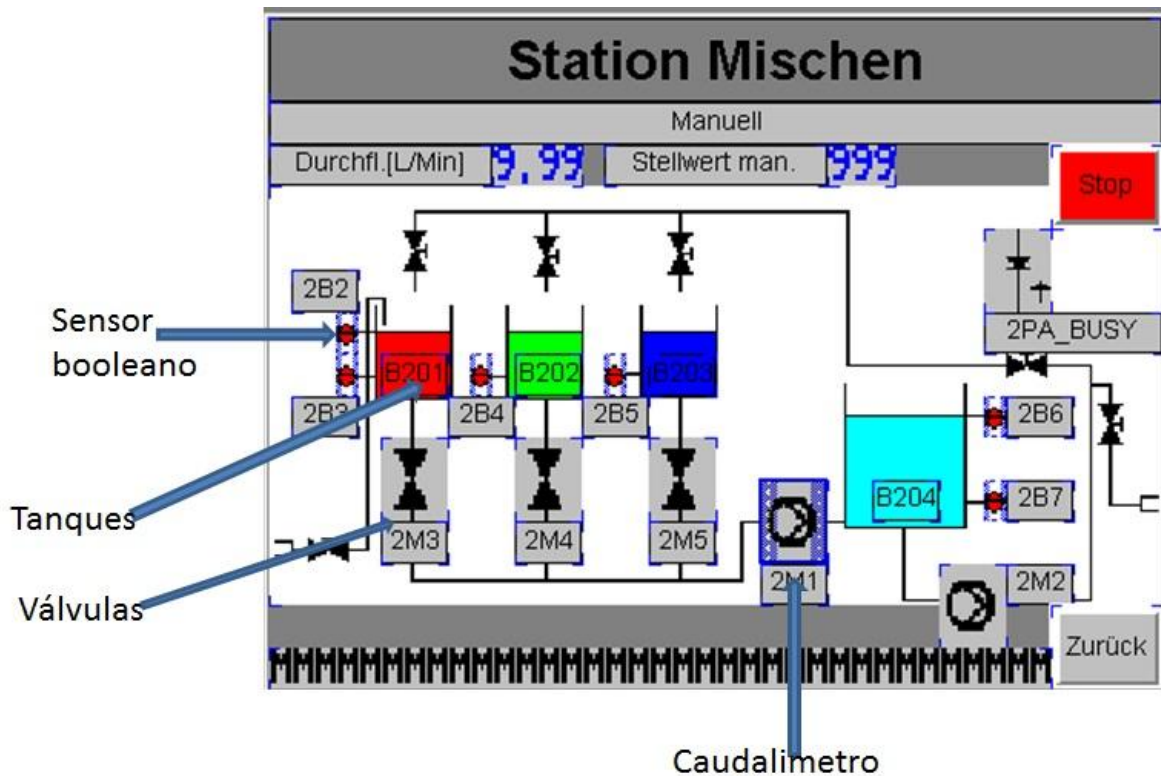 Station Mischen
Manuell
Durchfl.[L/Min] 9.99 Stellwert man. 999
Stop
2B2
2PA_BUSY
Sensor
booleano
B201 B202 B203
2B3 2B4 2B5 2B6
B204 2B7
Tanques
2M3 2M4 2M5
Válvulas
2M1 2M2
Zurück
MMMMMMMMMMMMMMMMMMMMMMMMMMMMMM
Caudalimetro